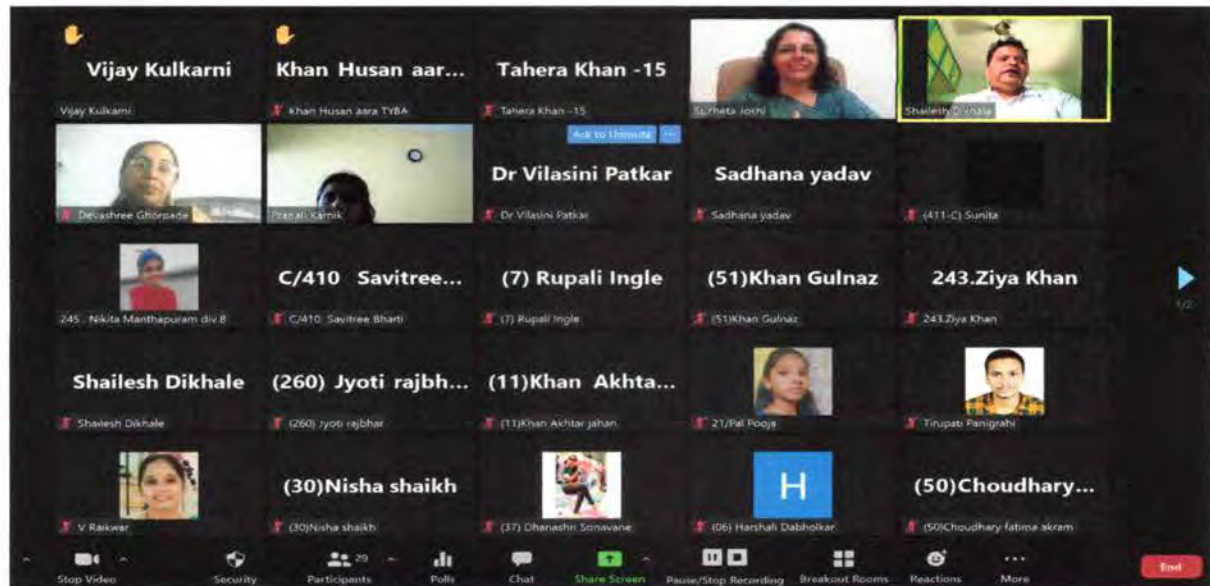 Vijay Kulkarni
Khan Husan aar...
Tahera Khan -15
Vijay Kulkarni
Khan Husan aara TYBA
Tahera Khan -15
Sucheta Joshi
Shailesh Dikhale
Ask to Unmute ...
Dr Vilasini Patkar
Sadhana yadav
Devashree Ghorpade
Pranali Karnik
Dr Vilasini Patkar
Sadhana yadav
(411-C) Sunita
C/410 Savitree...
(7) Rupali Ingle
(51)Khan Gulnaz
243.Ziya Khan
1/2
245 . Nikita Manthapuram div.B
C/410 Savitree Bharti
(7) Rupali Ingle
(51)Khan Gulnaz
243.Ziya Khan
Shailesh Dikhale
(260) Jyoti rajbh...
(11)Khan Akhta...
Shailesh Dikhale
(260) Jyoti rajbhar
(11)Khan Akhtar jahan
21/Pal Pooja
Tirupati Panigrahi
(30)Nisha shaikh
H
(50)Choudhary...
V Raikwar
(30)Nisha shaikh
(37) Dhanashri Sonavane
(06) Harshali Dabholkar
(50)Choudhary fatima akram
29
Stop Video
Security
Participants
Polls
Chat
Share Screen
Pause/Stop Recording
Breakout Rooms
Reactions
More
End